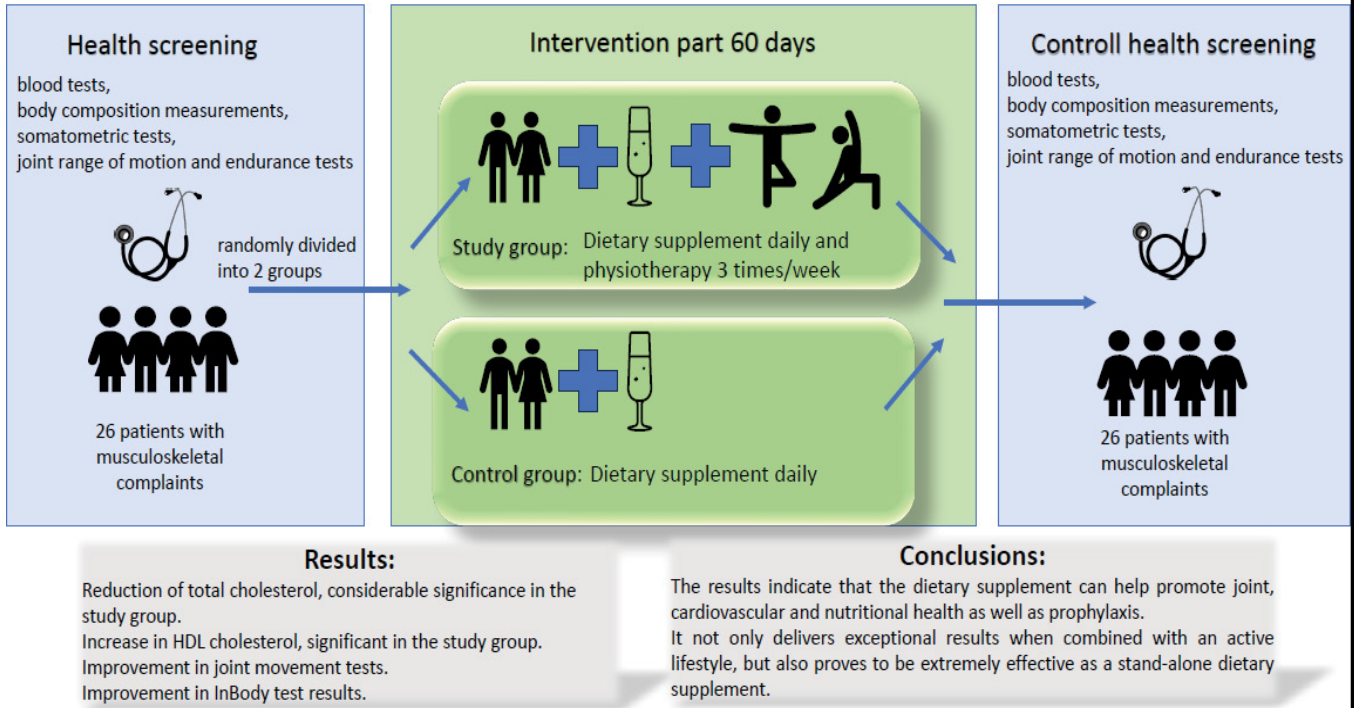 Health screening
blood tests,
body composition measurements,
somatometric tests,
joint range of motion and endurance tests
randomly divided
into 2 groups
26 patients with
musculoskeletal
complaints
Intervention part 60 days
Study group: Dietary supplement daily and
physiotherapy 3 times/week
Control group: Dietary supplement daily
Controll health screening
blood tests,
body composition measurements,
somatometric tests,
joint range of motion and endurance tests
26 patients with
musculoskeletal
complaints
Results:
Reduction of total cholesterol, considerable significance in the
study group.
Increase in HDL cholesterol, significant in the study group.
Improvement in joint movement tests.
Improvement in InBody test results.
Conclusions:
The results indicate that the dietary supplement can help promote joint,
cardiovascular and nutritional health as well as prophylaxis.
It not only delivers exceptional results when combined with an active
lifestyle, but also proves to be extremely effective as a stand-alone dietary
supplement.